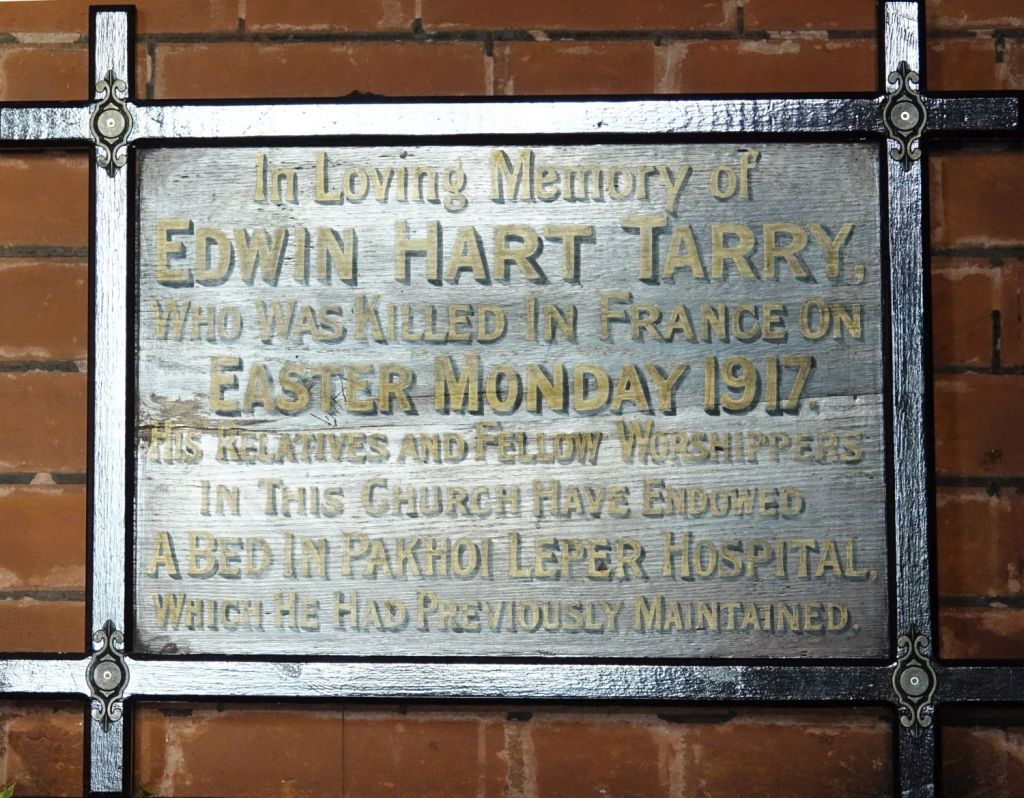 In Loving Memory of
EDWIN HART TARRY,
WHO WAS KILLED IN FRANCE ON
EASTER MONDAY 1917.
HIS RELATIVES AND FELLOW WORSHIPPERS
IN THIS CHURCH HAVE ENDOWED
A BED IN PAKHOI LEPER HOSPITAL,
WHICH HE HAD PREVIOUSLY MAINTAINED.